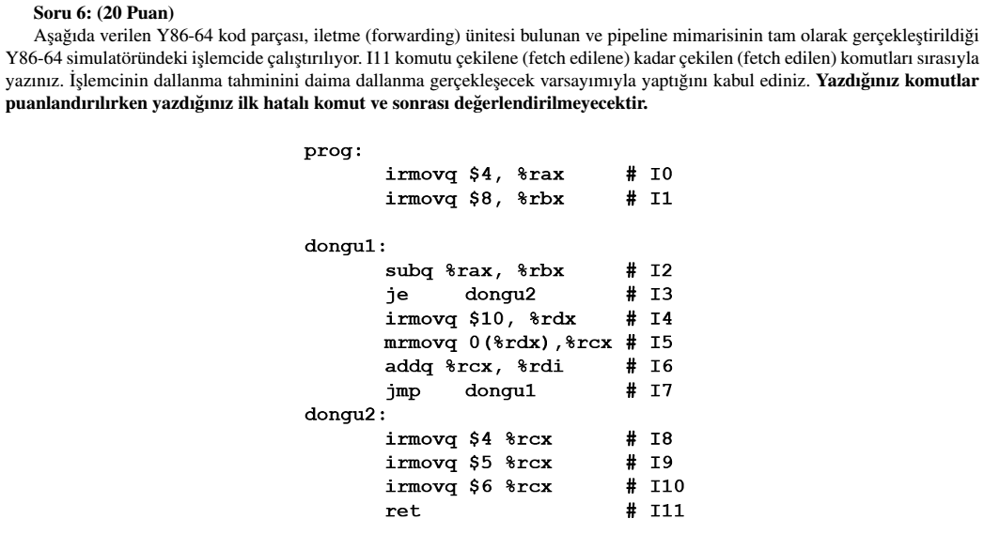 Soru 6: (20 Puan)
Aşağıda verilen Y86-64 kod parçası, iletme (forwarding) ünitesi bulunan ve pipeline mimarisinin tam olarak gerçekleştirildiği
Y86-64 simulatöründeki işlemcide çalıştırılıyor. I11 komutu çekilene (fetch edilene) kadar çekilen (fetch edilen) komutları sırasıyla
yazınız. İşlemcinin dallanma tahminini daima dallanma gerçekleşecek varsayımıyla yaptığını kabul ediniz. Yazdığınız komutlar
puanlandırılırken yazdığınız ilk hatalı komut ve sonrası değerlendirilmeyecektir.
prog:
irmovq $4, %rax # I0
irmovq $8, %rbx # I1
dongu1:
subq %rax, %rbx # I2
je dongu2 # I3
irmovq $10, %rdx # I4
mrmovq 0(%rdx),%rcx # I5
addq %rcx, %rdi # I6
jmp dongu1 # I7
dongu2:
irmovq $4 %rcx # I8
irmovq $5 %rcx # I9
irmovq $6 %rcx # I10
ret # I11